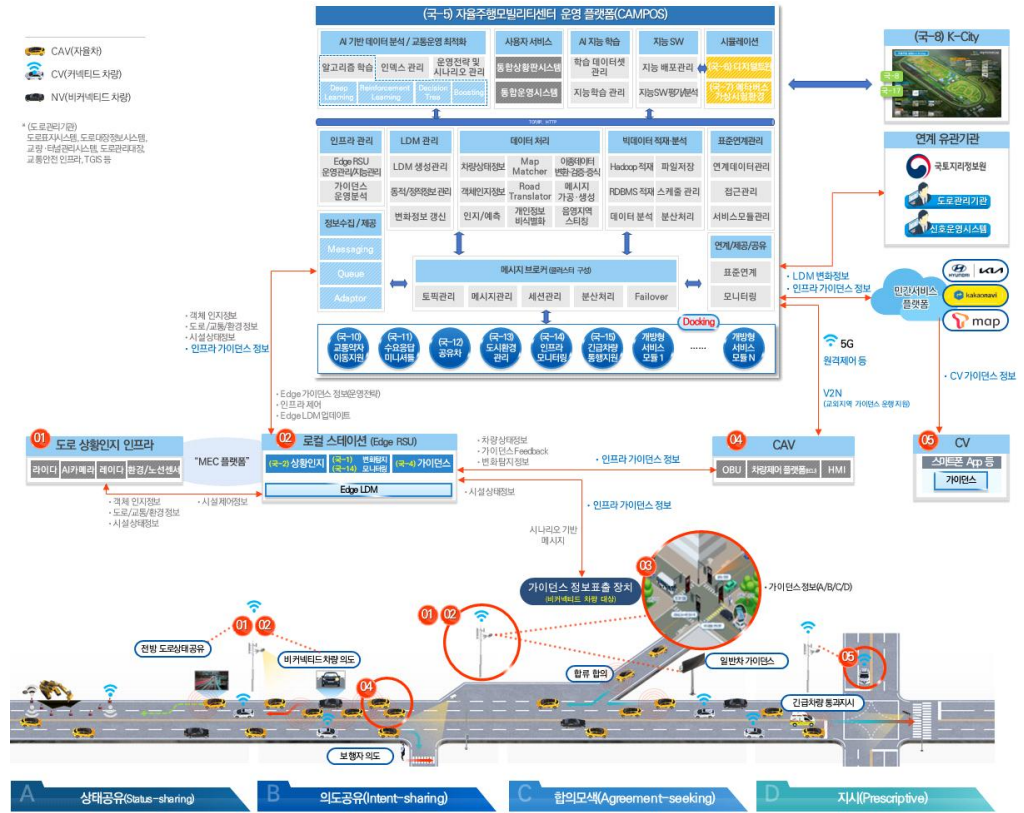 (국-5) 자율주행모빌리티센터 운영 플랫폼(CAMPOS)
CAV(자율차)
CV(커넥티드 차량)
NV(비커넥티드 차량)
* (도로관리기관)
도로표지시스템, 도로대장정보시스템,
교량·터널관리시스템, 도로관리대장,
교통안전 인프라, TGIS 등
AI 기반 데이터 분석 / 교통운영 최적화
알고리즘 학습
인덱스 관리
운영전략 및
시나리오 관리
Deep
Learning
Reinforcement
Learning
Decision
Tree
Boosting
사용자 서비스
통합상황판시스템
통합운영시스템
AI 지능 학습
학습 데이터셋
관리
지능학습 관리
지능 SW
지능 배포관리
지능SW평가/분석
시뮬레이션
(국-6) 디지털트윈
(국-7) 메타버스
가상시험환경
TCP/IP, HTTP
인프라 관리
Edge RSU
운영관리/지능관리
가이던스
운영분석
정보수집 / 제공
Messaging
Queue
Adaptor
LDM 관리
LDM 생성관리
동적/정적정보 관리
변화정보 갱신
데이터 처리
차량상태정보
Map
Matcher
이종데이터
변환·검증·증식
객체인지정보
Road
Translator
메시지
가공·생성
인지/예측
개인정보
비식별화
음영지역
스티칭
빅데이터 적재·분석
Hadoop 적재
파일저장
RDBMS 적재
스케줄 관리
데이터 분석
분산처리
표준연계관리
연계데이터관리
접근관리
서비스모듈관리
연계/제공/공유
표준연계
모니터링
메시지 브로커 (클러스터 구성)
토픽관리
메시지관리
세션관리
분산처리
Failover
Docking
(국-10)
교통약자
이동지원
(국-11)
수요응답
미니셔틀
(국-12)
공유차
(국-13)
도시환경
관리
(국-14)
인프라
모니터링
(국-15)
긴급차량
통행지원
개방형
서비스
모듈 1
......
개방형
서비스
모듈 N
(국-8) K-City
국-8
국-17
연계 유관기관
국토지리정보원
도로관리기관
신호운영시스템
· LDM 변화정보
· 인프라 가이던스 정보
민간서비스
플랫폼
HYUNDAI
KIA
kakaonavi
T map
· 객체 인지정보
· 도로/교통/환경정보
· 시설상태정보
· 인프라 가이던스 정보
5G
원격제어 등
V2N
(교외지역 가이던스 운행 지원)
· CV 가이던스 정보
· Edge 가이던스 정보(운영전략)
· 인프라 제어
· Edge LDM 업데이트
01
도로 상황인지 인프라
라이다
AI카메라
레이다
환경/노선센서
"MEC 플랫폼"
02
로컬 스테이션 (Edge RSU)
(국-2) 상황인지
(국-1) 변화탐지
(국-14) 모니터링
(국-4) 가이던스
Edge LDM
· 차량상태정보
· 가이던스 Feedback
· 변화탐지정보
· 인프라 가이던스 정보
04
CAV
OBU
차량제어 플랫폼
HMI
05
CV
스마트폰 App 등
가이던스
· 객체 인지정보
· 도로/교통/환경정보
· 시설상태정보
· 시설제어정보
· 시설상태정보
· 인프라 가이던스 정보
시나리오 기반
메시지
가이던스 정보표출 장치
(비커넥티드 차량 대상)
03
· 가이던스 정보(A/B/C/D)
01
02
전방 도로상태 공유
비커넥티드 차량 의도
04
보행자 의도
01
02
합류 합의
일반차 가이던스
05
긴급차량 통과지시
A
상태공유(Status-sharing)
B
의도공유(Intent-sharing)
C
합의모색(Agreement-seeking)
D
지시(Prescriptive)